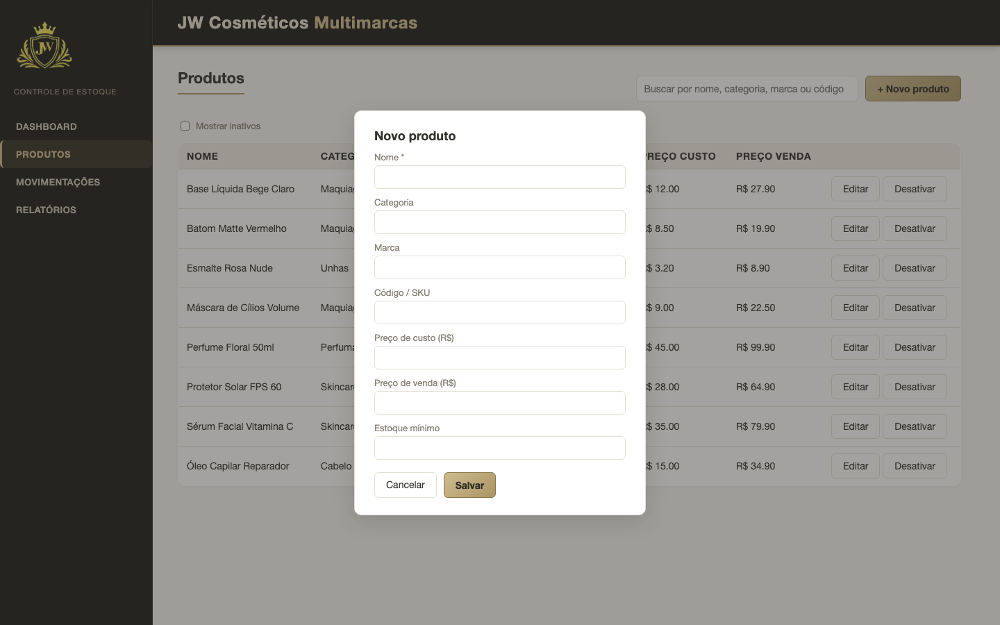 JW
CONTROLE DE ESTOQUE
DASHBOARD
PRODUTOS
MOVIMENTAÇÕES
RELATÓRIOS
JW Cosméticos Multimarcas
Produtos
Buscar por nome, categoria, marca ou código
+ Novo produto
Mostrar inativos
NOME CATEG PREÇO CUSTO PREÇO VENDA
Base Líquida Bege Claro Maquia R$ 12.00 R$ 27.90 Editar Desativar
Batom Matte Vermelho Maquia R$ 8.50 R$ 19.90 Editar Desativar
Esmalte Rosa Nude Unhas R$ 3.20 R$ 8.90 Editar Desativar
Máscara de Cílios Volume Maquia R$ 9.00 R$ 22.50 Editar Desativar
Perfume Floral 50ml Perfuma R$ 45.00 R$ 99.90 Editar Desativar
Protetor Solar FPS 60 Skincar R$ 28.00 R$ 64.90 Editar Desativar
Sérum Facial Vitamina C Skincar R$ 35.00 R$ 79.90 Editar Desativar
Óleo Capilar Reparador Cabelo R$ 15.00 R$ 34.90 Editar Desativar
Novo produto
Nome *
Categoria
Marca
Código / SKU
Preço de custo (R$)
Preço de venda (R$)
Estoque mínimo
Cancelar Salvar